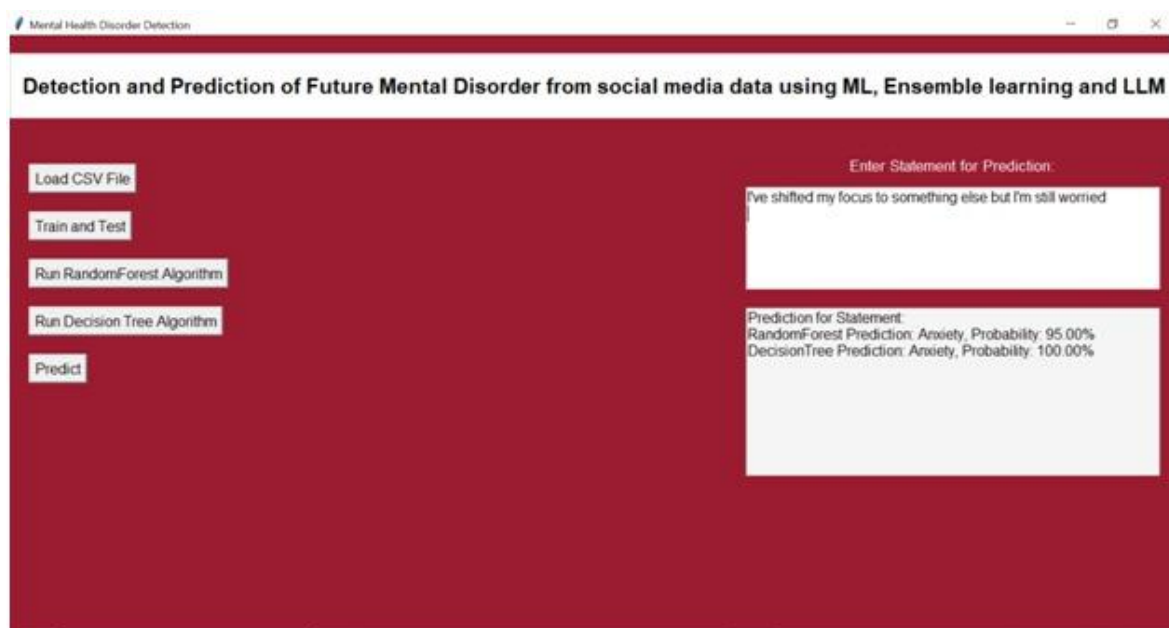 Mental Health Disorder Detection
Detection and Prediction of Future Mental Disorder from social media data using ML, Ensemble learning and LLM
Load CSV File
Train and Test
Run RandomForest Algorithm
Run Decision Tree Algorithm
Predict
Enter Statement for Prediction:
I've shifted my focus to something else but I'm still worried
Prediction for Statement:
RandomForest Prediction: Anxiety, Probability: 95.00%
DecisionTree Prediction: Anxiety, Probability: 100.00%